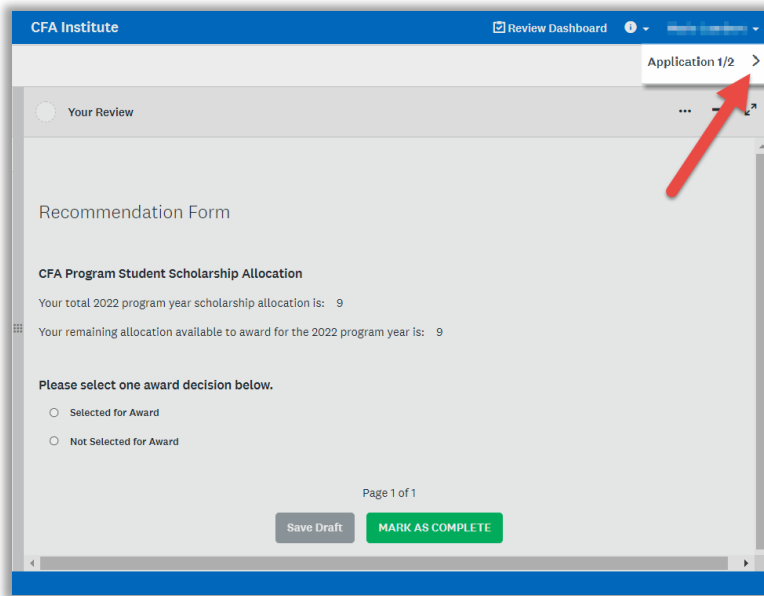 CFA Institute
Review Dashboard
Application 1/2
Your Review
Recommendation Form
CFA Program Student Scholarship Allocation
Your total 2022 program year scholarship allocation is: 9
Your remaining allocation available to award for the 2022 program year is: 9
Please select one award decision below.
Selected for Award
Not Selected for Award
Page 1 of 1
Save Draft
MARK AS COMPLETE